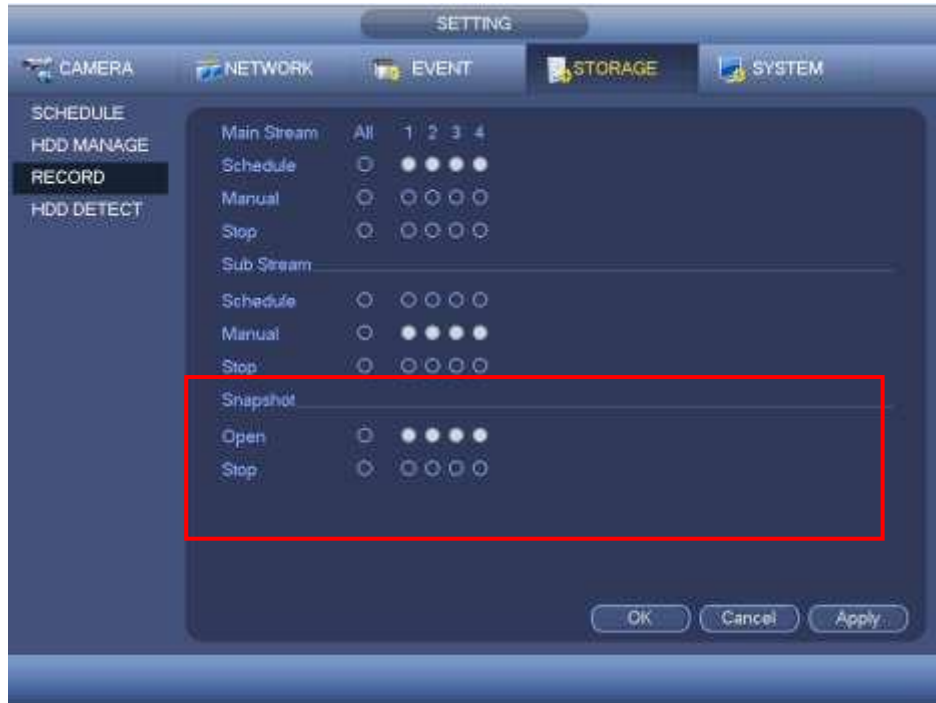 SETTING
CAMERA NETWORK EVENT STORAGE SYSTEM
SCHEDULE
HDD MANAGE
RECORD
HDD DETECT
Main Stream All 1 2 3 4
Schedule
Manual
Stop
Sub Stream
Schedule
Manual
Stop
Snapshot
Open
Stop
OK Cancel Apply